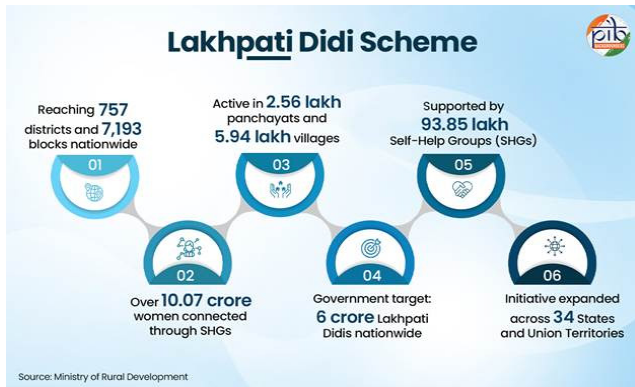 Lakhpati Didi Scheme
pib
Reaching 757
districts and 7,193
blocks nationwide
01
Over 10.07 crore
women connected
through SHGs
02
Active in 2.56 lakh
panchayats and
5.94 lakh villages
03
Government target:
6 crore Lakhpati
Didis nationwide
04
Supported by
93.85 lakh
Self-Help Groups (SHGs)
05
Initiative expanded
across 34 States
and Union Territories
06
Source: Ministry of Rural Development